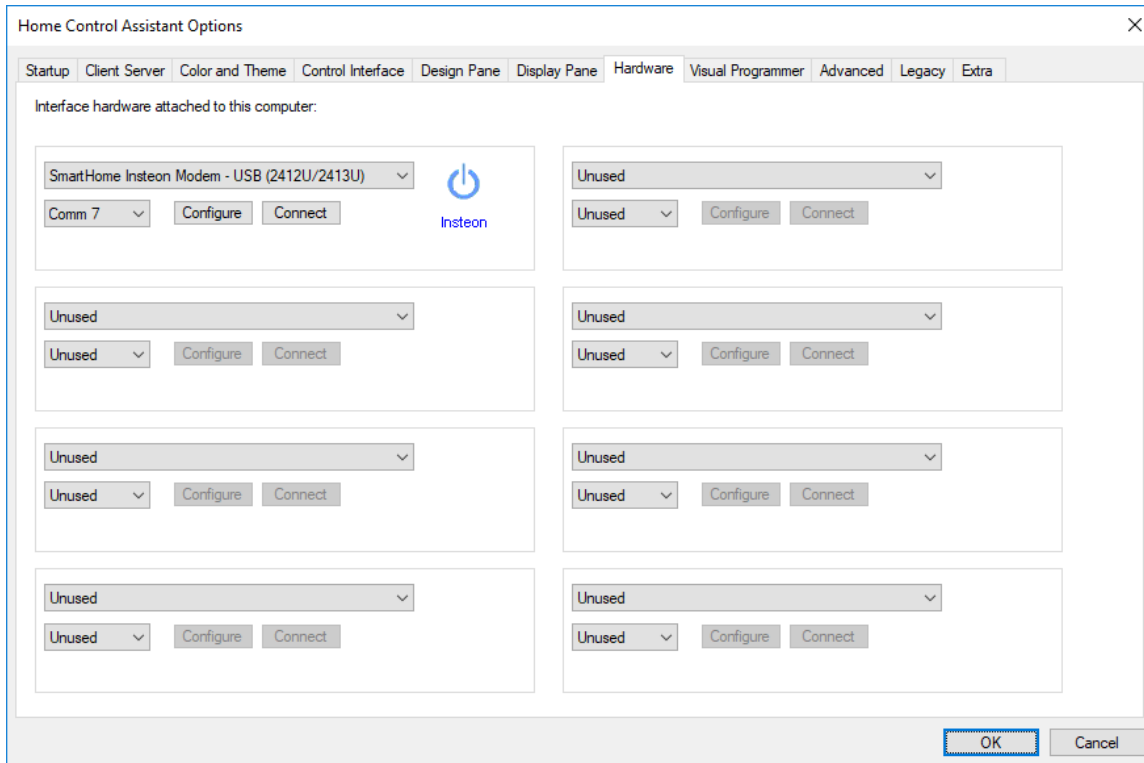 Home Control Assistant Options
Startup Client Server Color and Theme Control Interface Design Pane Display Pane Hardware Visual Programmer Advanced Legacy Extra
Interface hardware attached to this computer:
SmartHome Insteon Modem - USB (2412U/2413U)
Comm 7 Configure Connect
Insteon
Unused
Unused Configure Connect
Unused
Unused Configure Connect
Unused
Unused Configure Connect
Unused
Unused Configure Connect
Unused
Unused Configure Connect
Unused
Unused Configure Connect
Unused
Unused Configure Connect
OK Cancel